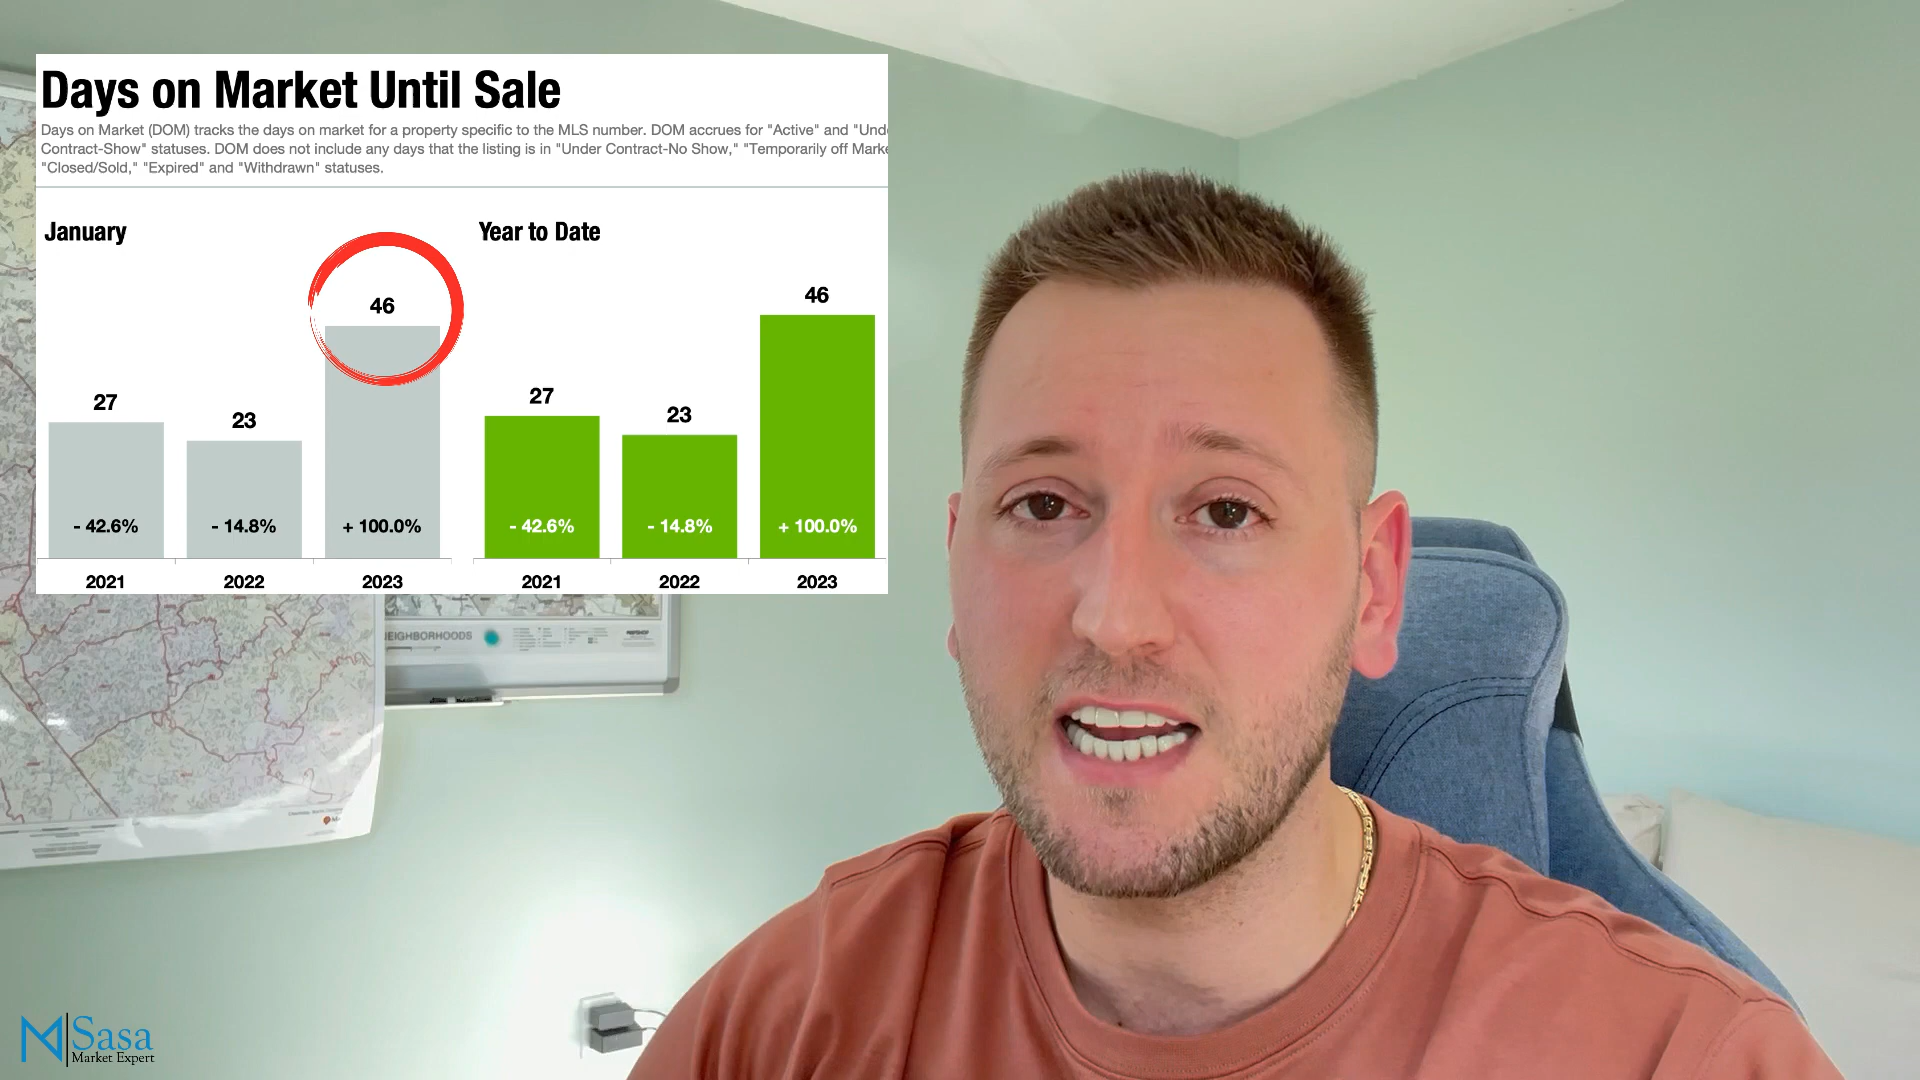 Days on Market Until Sale
Days on Market (DOM) tracks the days on market for a property specific to the MLS number. DOM accrues for "Active" and "Und
Contract-Show" statuses. DOM does not include any days that the listing is in "Under Contract-No Show," "Temporarily off Marke
"Closed/Sold," "Expired" and "Withdrawn" statuses.
January
27
23
46
- 42.6%
- 14.8%
+ 100.0%
2021
2022
2023
Year to Date
27
23
46
- 42.6%
- 14.8%
+ 100.0%
2021
2022
2023
EIGHBORHOODS
Sasa
Market Expert